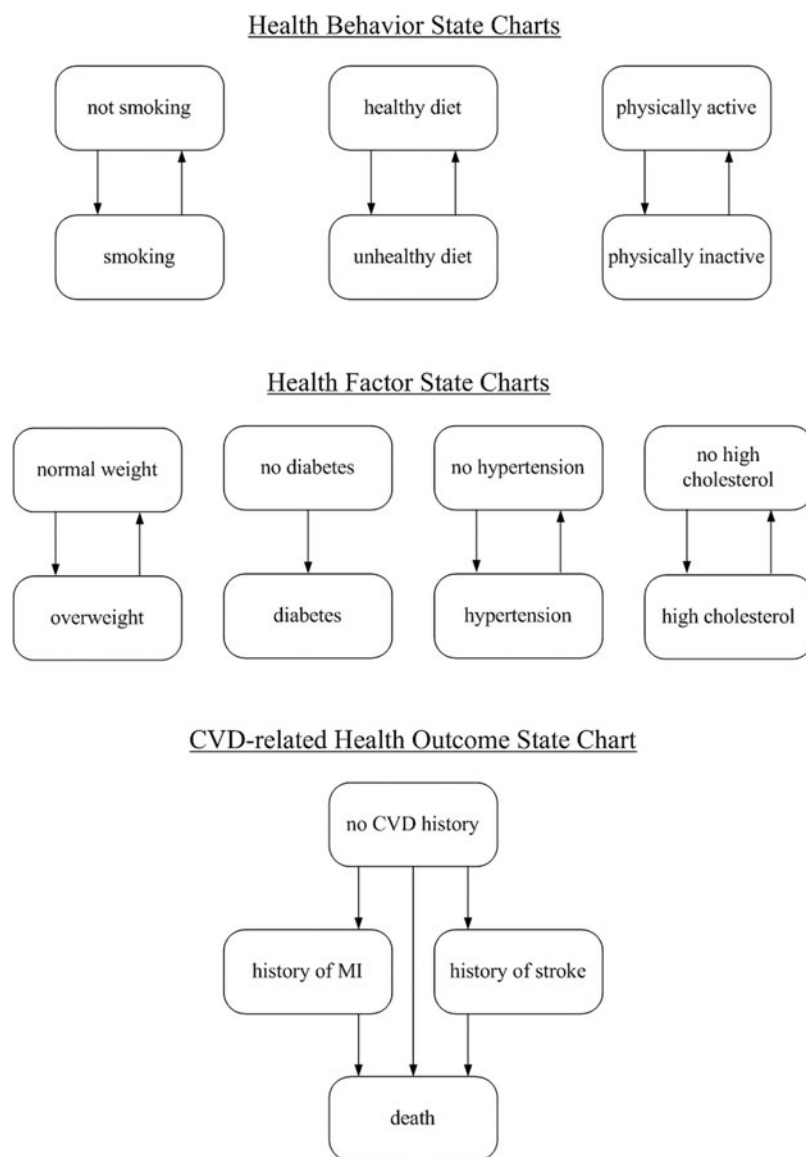 Health Behavior State Charts
not smoking
healthy diet
physically active
smoking
unhealthy diet
physically inactive
Health Factor State Charts
normal weight
no diabetes
no hypertension
no high
cholesterol
overweight
diabetes
hypertension
high cholesterol
CVD-related Health Outcome State Chart
no CVD history
history of MI
history of stroke
death